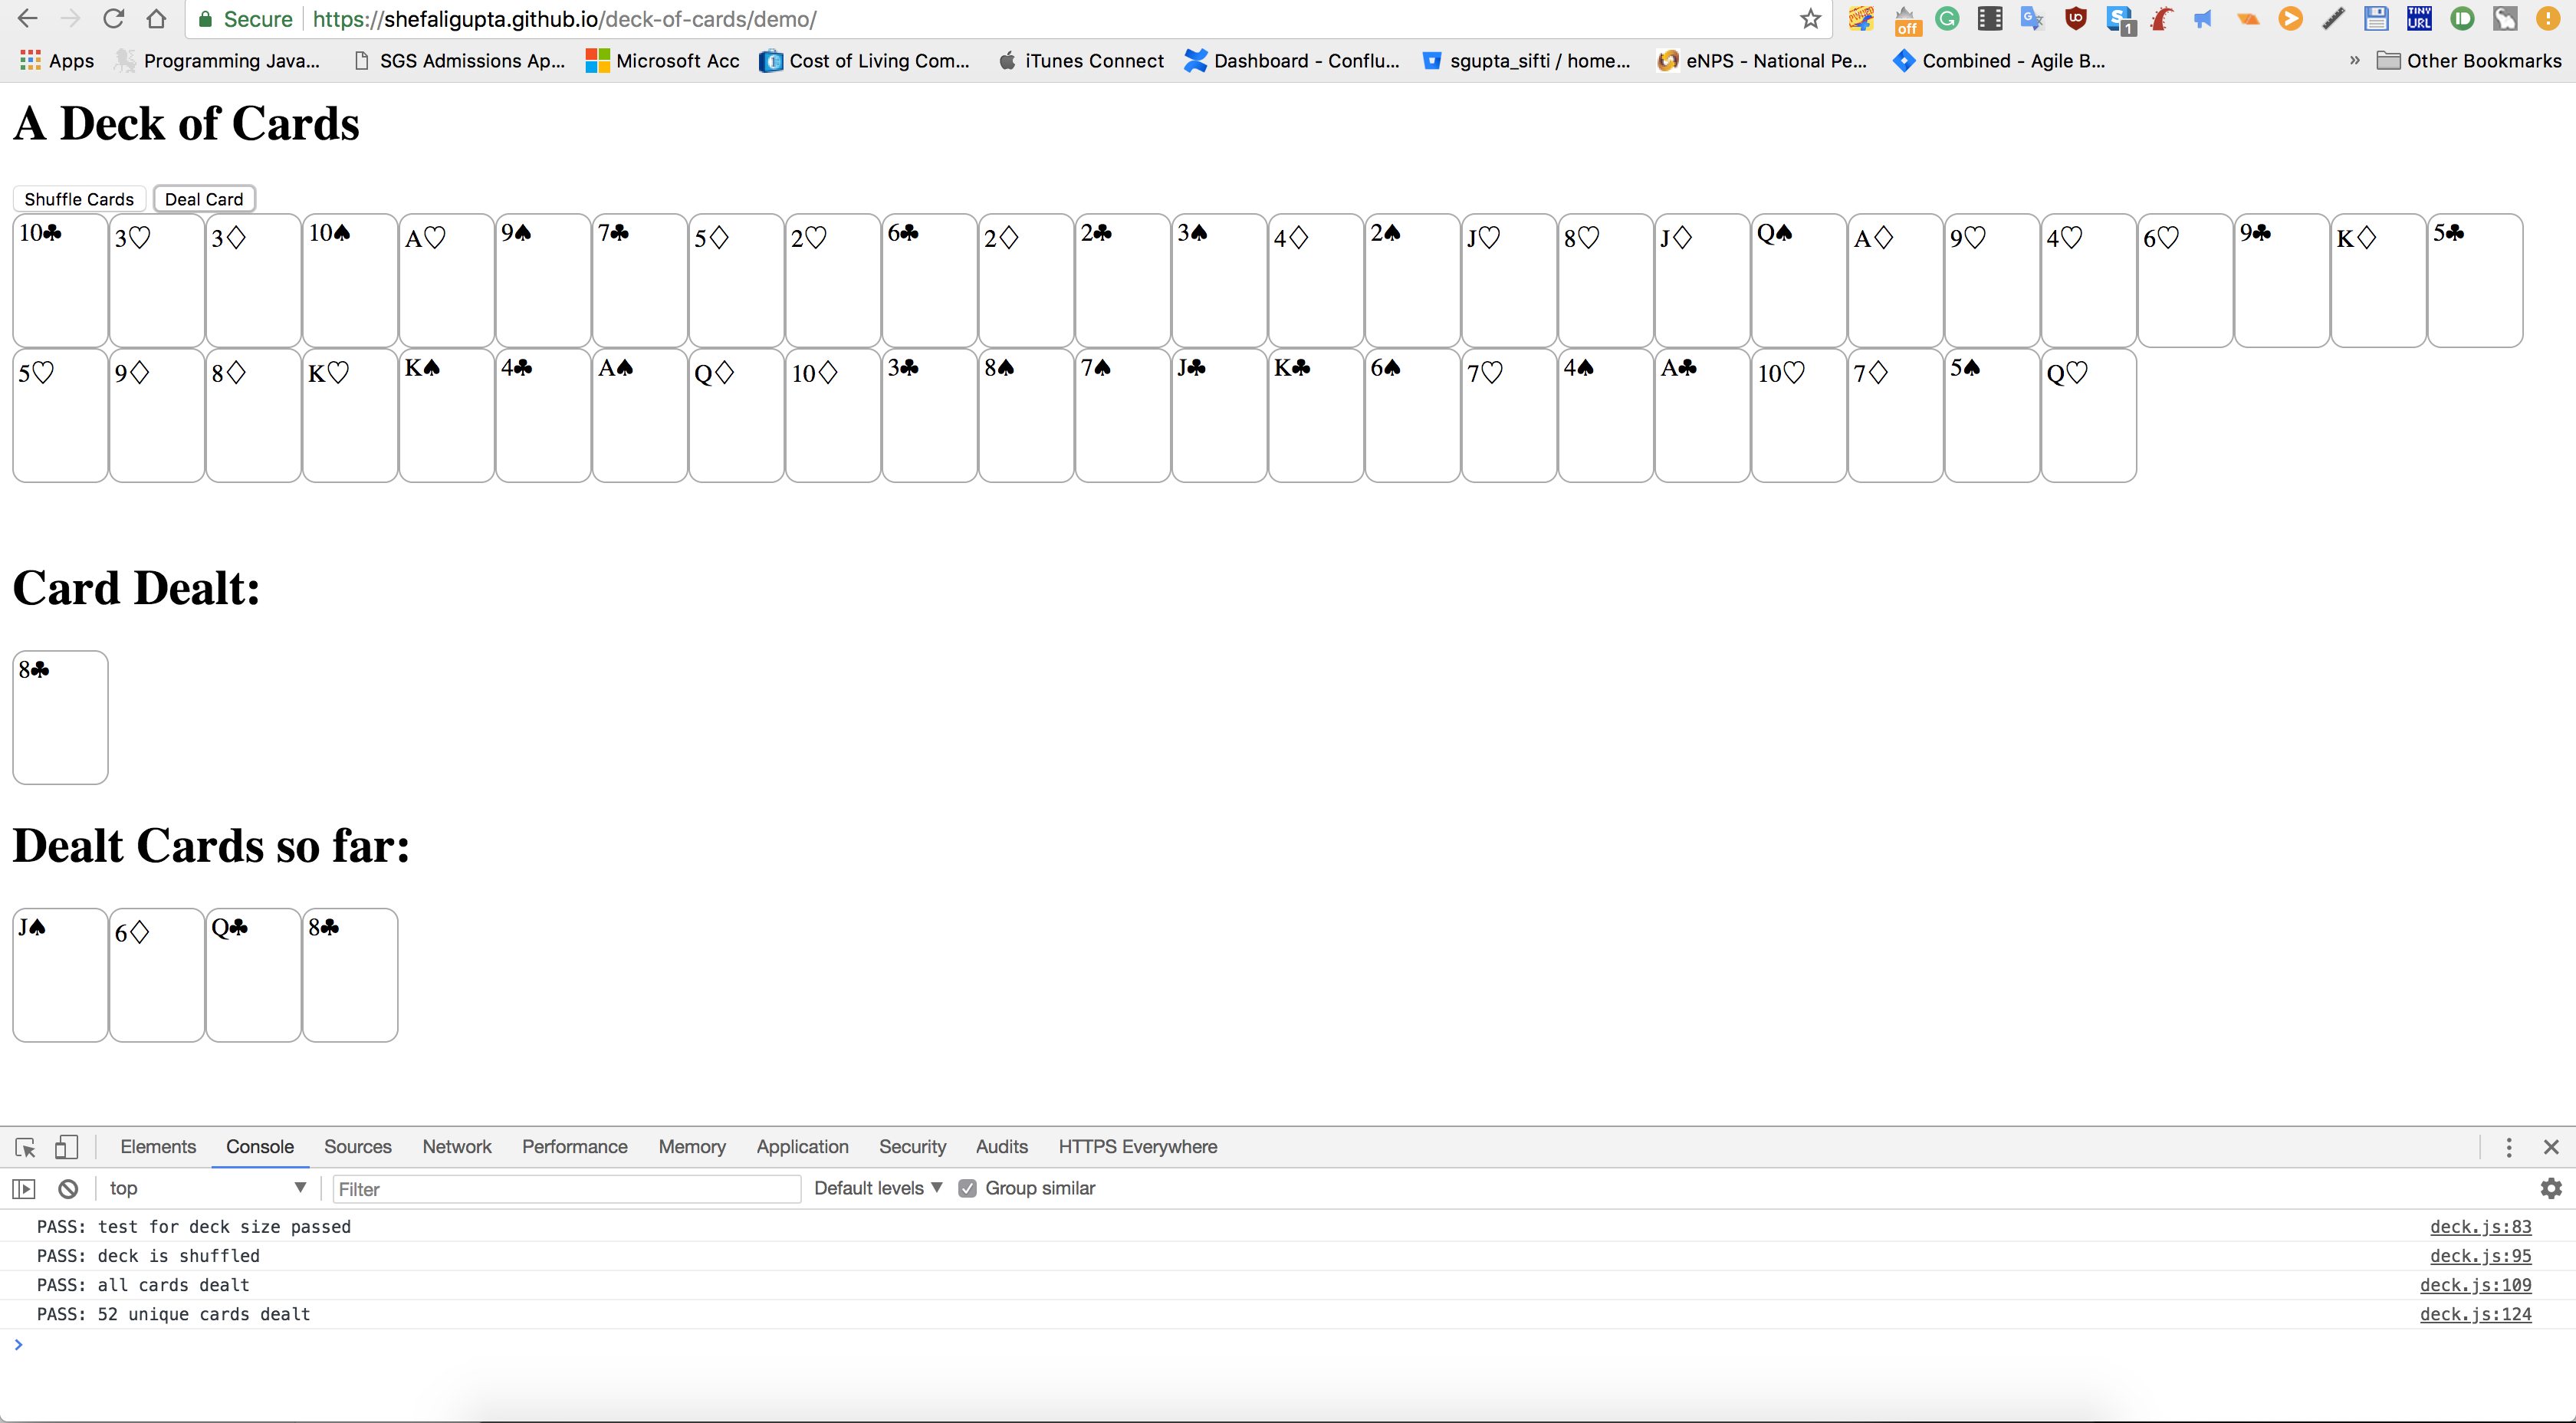 Secure https://shefaligupta.github.io/deck-of-cards/demo/ off 1 TINY URL
Apps Programming Java... SGS Admissions Ap... Microsoft Acc Cost of Living Com... iTunes Connect Dashboard - Conflu... sgupta_sifti / home... eNPS - National Pe... Combined - Agile B... » Other Bookmarks
A Deck of Cards
Shuffle Cards Deal Card
10♣ 3♡ 3♢ 10♠ A♡ 9♠ 7♣ 5♢ 2♡ 6♣ 2♢ 2♣ 3♠ 4♢ 2♠ J♡ 8♡ J♢ Q♠ A♢ 9♡ 4♡ 6♡ 9♣ K♢ 5♣
5♡ 9♢ 8♢ K♡ K♠ 4♣ A♠ Q♢ 10♢ 3♣ 8♠ 7♠ J♣ K♣ 6♠ 7♡ 4♠ A♣ 10♡ 7♢ 5♠ Q♡
Card Dealt:
8♣
Dealt Cards so far:
J♠ 6♢ Q♣ 8♣
Elements Console Sources Network Performance Memory Application Security Audits HTTPS Everywhere
top Filter Default levels Group similar
PASS: test for deck size passed deck.js:83
PASS: deck is shuffled deck.js:95
PASS: all cards dealt deck.js:109
PASS: 52 unique cards dealt deck.js:124